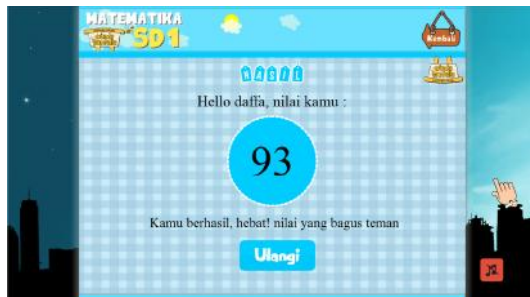 MATEMATIKA
SD 1
Kembali
HASIL
Hello daffa, nilai kamu :
93
Kamu berhasil, hebat! nilai yang bagus teman
Ulangi